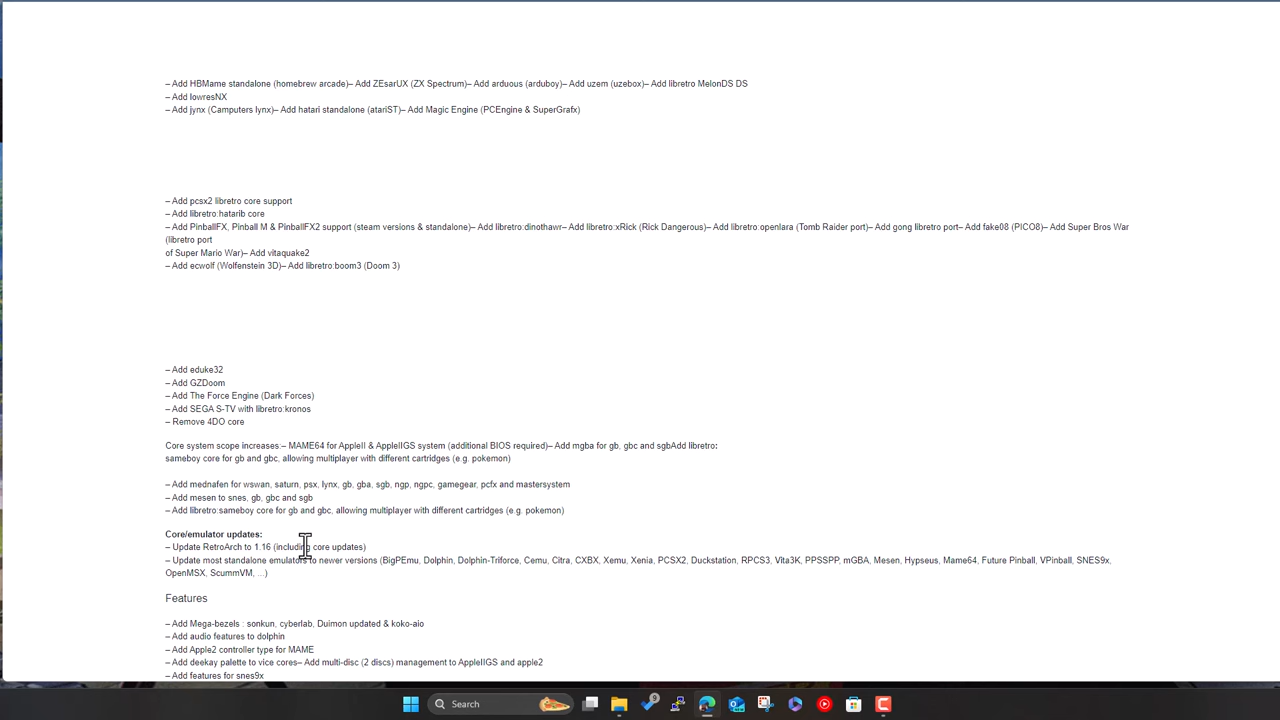 – Add HBMame standalone (homebrew arcade)– Add ZEsarUX (ZX Spectrum)– Add arduous (arduboy)– Add uzem (uzebox)– Add libretro MelonDS DS
– Add lowresNX
– Add jynx (Camputers lynx)– Add hatari standalone (atariST)– Add Magic Engine (PCEngine & SuperGrafx)
– Add pcsx2 libretro core support
– Add libretro:hatarib core
– Add PinballFX, Pinball M & PinballFX2 support (steam versions & standalone)– Add libretro:dinothawr– Add libretro:xRick (Rick Dangerous)– Add libretro:openlara (Tomb Raider port)– Add gong libretro port– Add fake08 (PICO8)– Add Super Bros War
(libretro port
of Super Mario War)– Add vitaquake2
– Add ecwolf (Wolfenstein 3D)– Add libretro:boom3 (Doom 3)
– Add eduke32
– Add GZDoom
– Add The Force Engine (Dark Forces)
– Add SEGA S-TV with libretro:kronos
– Remove 4DO core
Core system scope increases:– MAME64 for AppleII & AppleIIGS system (additional BIOS required)– Add mgba for gb, gbc and sgbAdd libretro:
sameboy core for gb and gbc, allowing multiplayer with different cartridges (e.g. pokemon)
– Add mednafen for wswan, saturn, psx, lynx, gb, gba, sgb, ngp, ngpc, gamegear, pcfx and mastersystem
– Add mesen to snes, gb, gbc and sgb
– Add libretro:sameboy core for gb and gbc, allowing multiplayer with different cartridges (e.g. pokemon)
Core/emulator updates:
– Update RetroArch to 1.16 (including core updates)
– Update most standalone emulators to newer versions (BigPEmu, Dolphin, Dolphin-Triforce, Cemu, Citra, CXBX, Xemu, Xenia, PCSX2, Duckstation, RPCS3, Vita3K, PPSSPP, mGBA, Mesen, Hypseus, Mame64, Future Pinball, VPinball, SNES9x,
OpenMSX, ScummVM, ...)
Features
– Add Mega-bezels : sonkun, cyberlab, Duimon updated & koko-aio
– Add audio features to dolphin
– Add Apple2 controller type for MAME
– Add deekay palette to vice cores– Add multi-disc (2 discs) management to AppleIIGS and apple2
– Add features for snes9x
Search
9